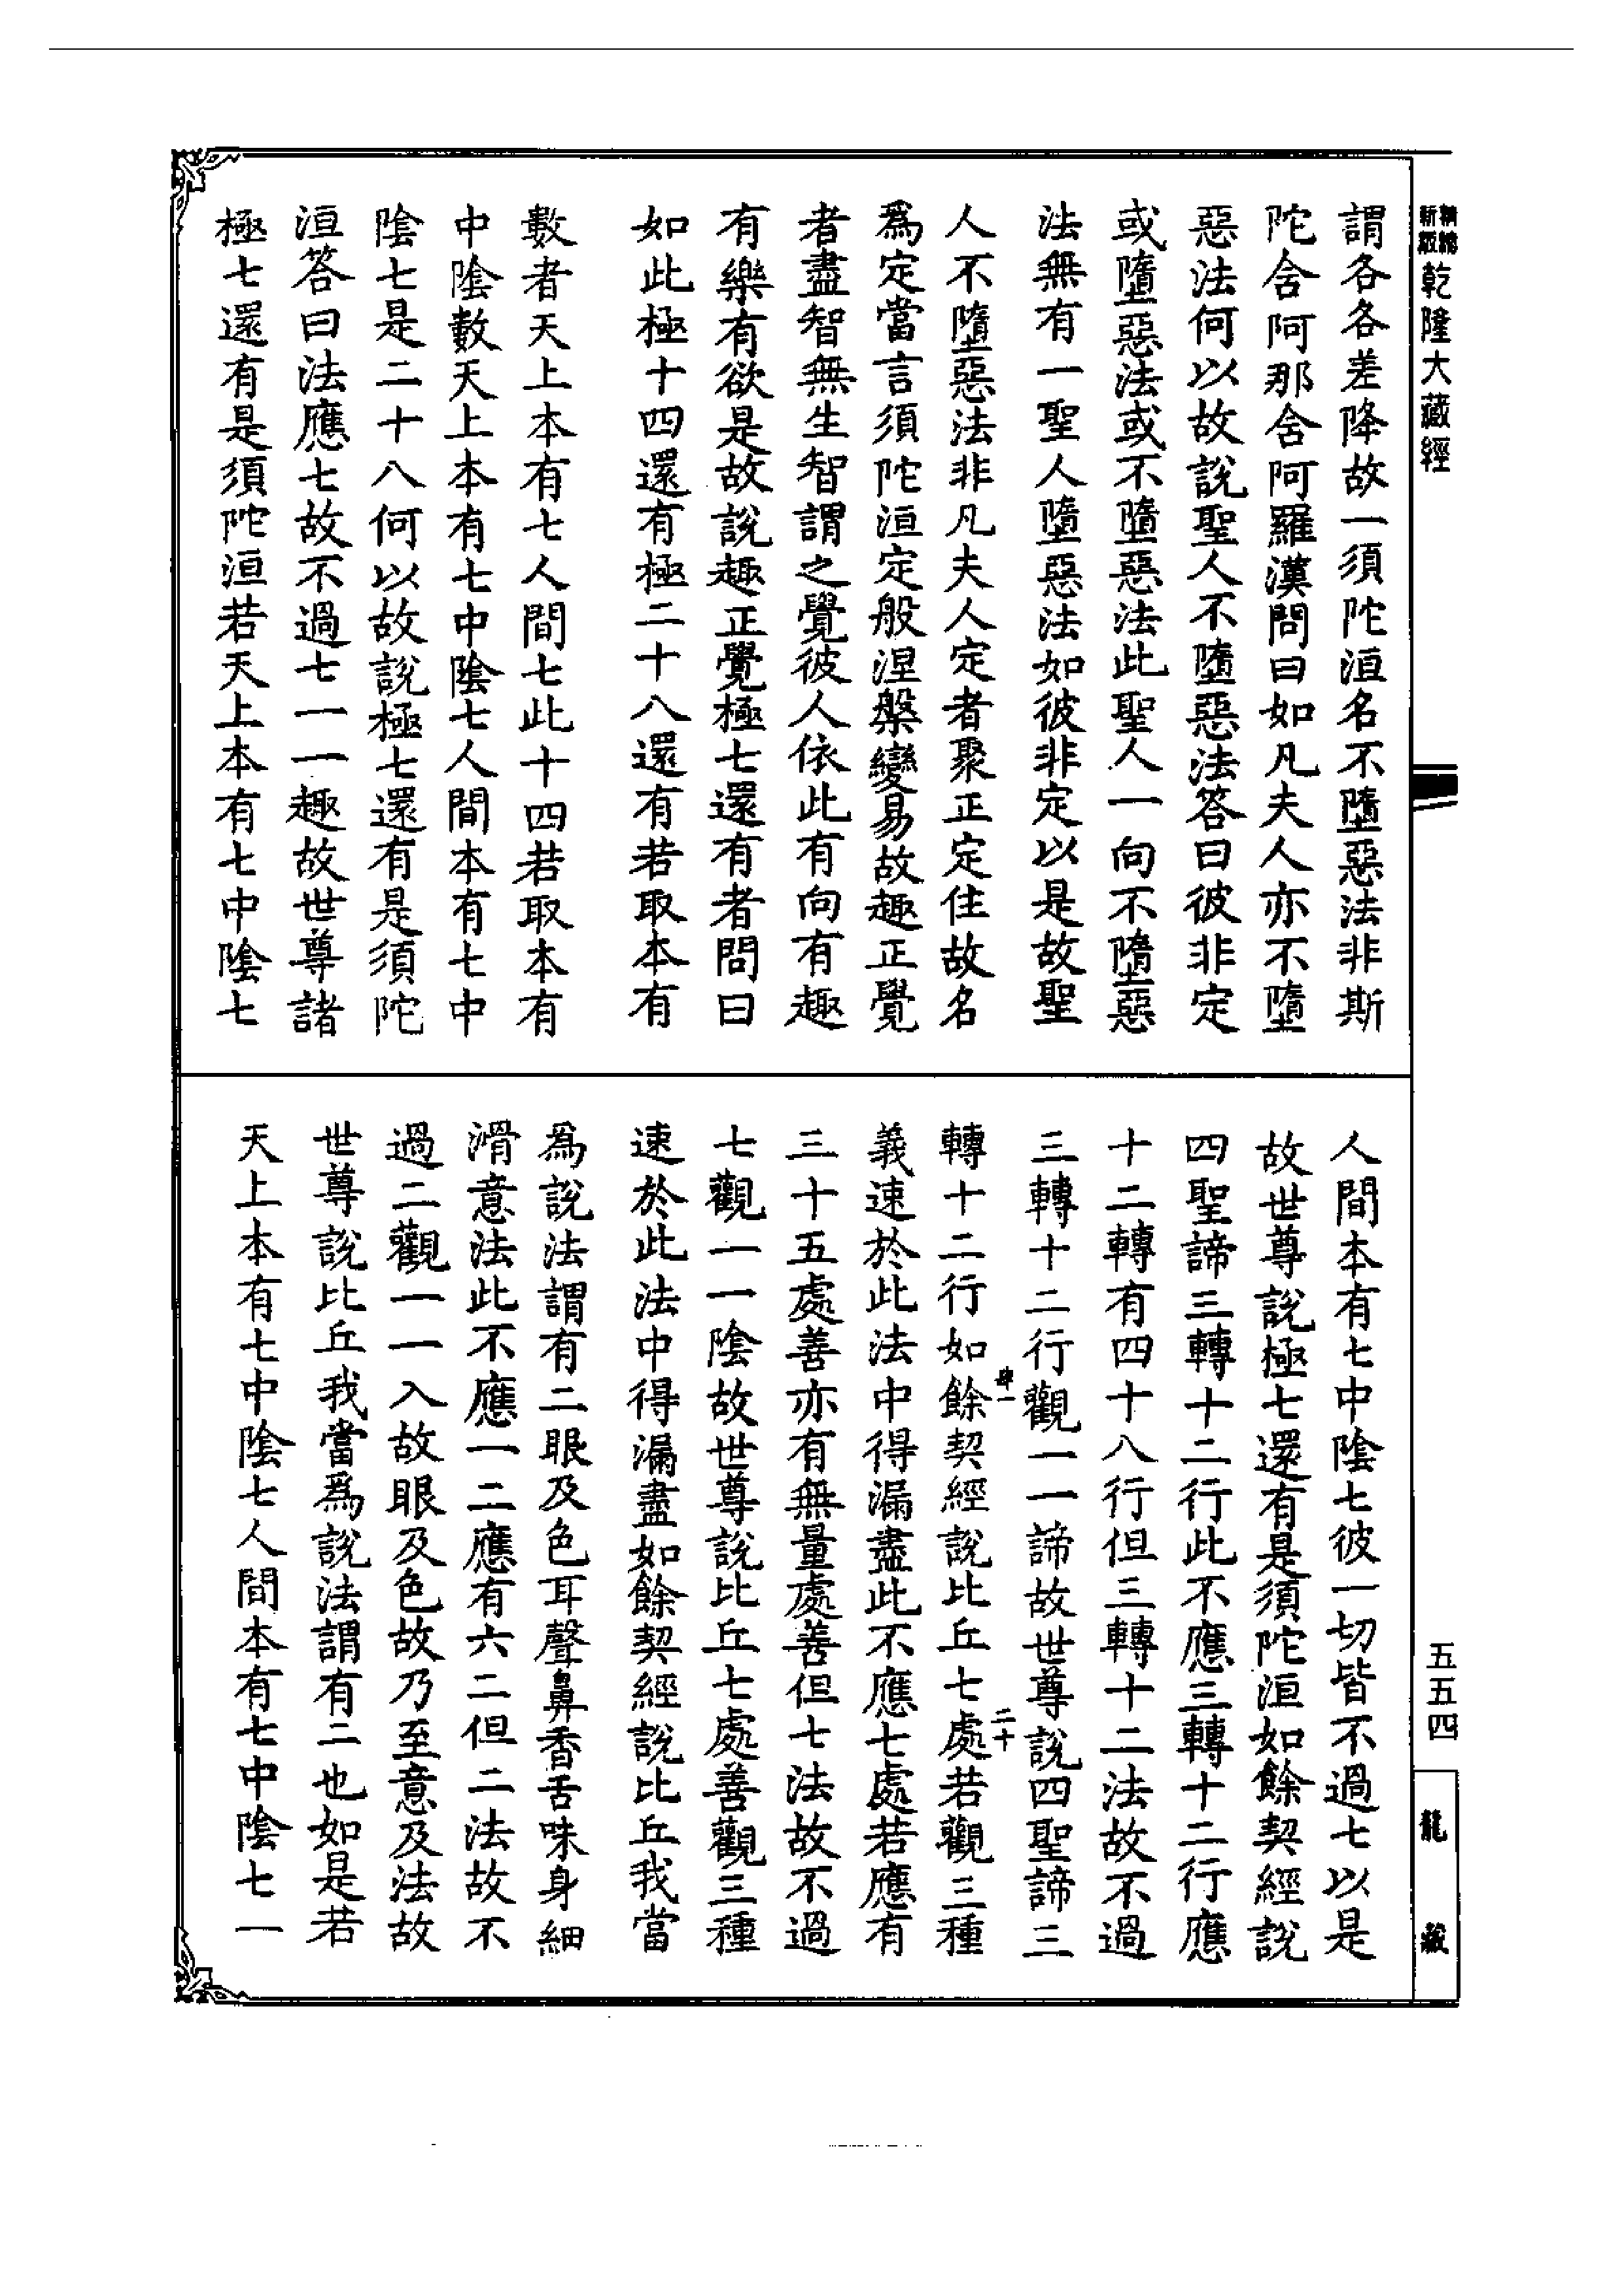 新編縮版乾隆大藏經
謂各各差降故一須陀洹名不墮惡法非斯
陀含阿那含阿羅漢問曰如凡夫人亦不墮
惡法何以故說聖人不墮惡法答曰彼非定
或墮惡法或不墮惡法此聖人一向不墮惡
法無有一聖人墮惡法如彼非定以是故聖
人不墮惡法非凡夫人定者聚正定住故名
爲定當言須陀洹定般涅槃變易故趣正覺
者盡智無生智謂之覺彼人依此有向有趣
有樂有欲是故說趣正覺極七還有者問曰
如此極十四還有極二十八還有若取本有
數者天上本有七人間七此十四若取本有
中陰數天上本有七中陰七人間本有七中
陰七是二十八何以故說極七還有是須陀
洹答曰法應七故不過七一一趣故世尊諸
極七還有是須陀洹若天上本有七中陰七
人間本有七中陰七彼一切皆不過七以是
故世尊說極七還有是須陀洹如餘契經說
四聖諦三轉十二行此不應三轉十二行應
十二轉有四十八行但三轉十二法故不過
三轉十二行觀一一諦故世尊說四聖諦三
轉十二行如餘契經說比丘七處若觀三種
義速於此法中得漏盡此不應七處若應有
三十五處善亦有無量處善但七法故不過
七觀一一陰故世尊說比丘七處善觀三種
速於此法中得漏盡如餘契經說比丘我當
爲說法謂有二眼及色耳聲鼻香舌味身細
滑意法此不應一二應有六二但二法故不
過二觀一一入故眼及色故乃至意及法故
世尊說比丘我當爲說法謂有二也如是若
天上本有七中陰七人間本有七中陰七一
肆一
二十
五五四
龍藏